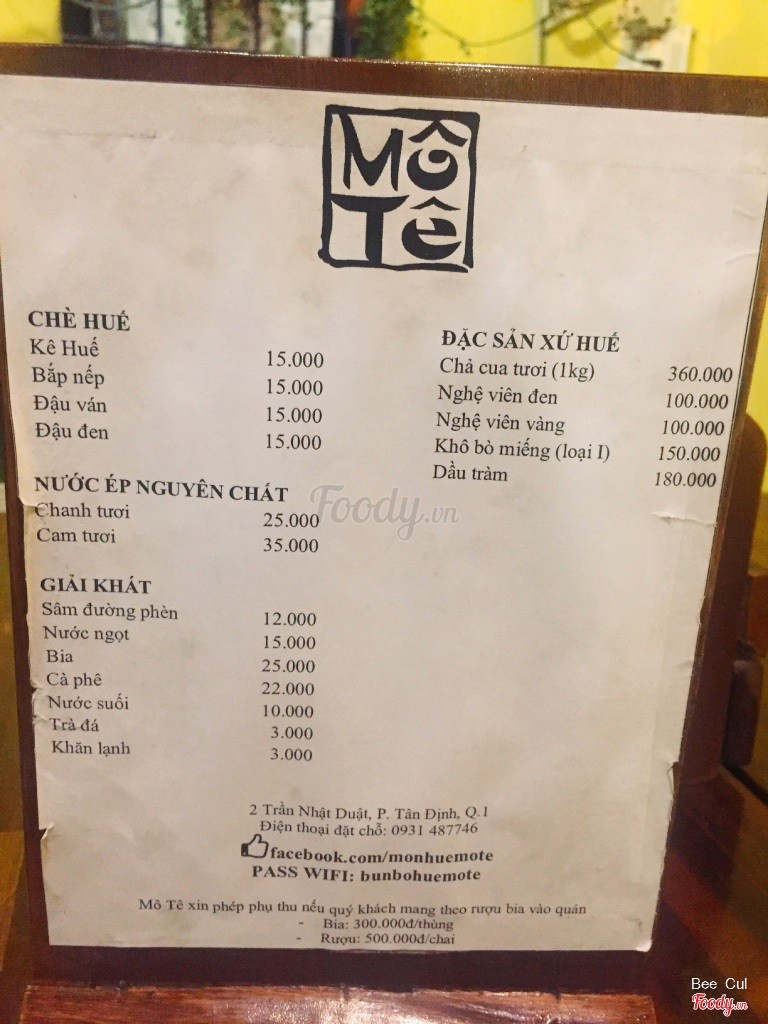 Mô
Tê
CHÈ HUẾ
Kê Huế 15.000
Bắp nếp 15.000
Đậu ván 15.000
Đậu đen 15.000
NƯỚC ÉP NGUYÊN CHÁT
Chanh tươi 25.000
Cam tươi 35.000
GIẢI KHÁT
Sâm đường phèn 12.000
Nước ngọt 15.000
Bia 25.000
Cà phê 22.000
Nước suối 10.000
Trà đá 3.000
Khăn lạnh 3.000
ĐẶC SẢN XỨ HUẾ
Chả cua tươi (1kg) 360.000
Nghệ viên đen 100.000
Nghệ viên vàng 100.000
Khô bò miếng (loại I) 150.000
Dầu tràm 180.000
Foody.vn
2 Trần Nhật Duật, P. Tân Định, Q.1
Điện thoại đặt chỗ: 0931 487746
facebook.com/monhuemote
PASS WIFI: bunbohuemote
Mô Tê xin phép phụ thu nếu quý khách mang theo rượu bia vào quán
- Bia: 300.000đ/thùng
- Rượu: 500.000đ/chai
Bee Cul
Foody.vn